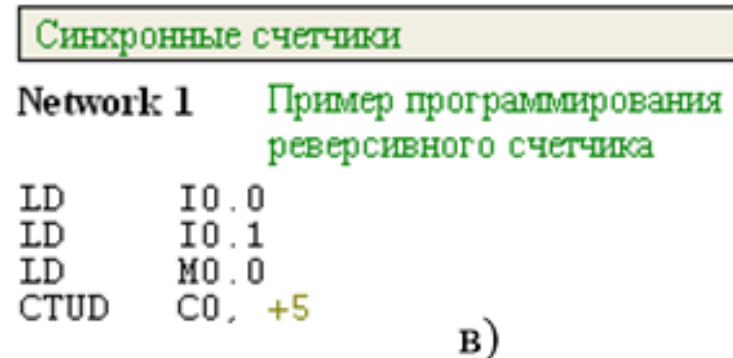 Синхронные счетчики
Network 1 Пример программирования
реверсивного счетчика
LD I0.0
LD I0.1
LD M0.0
CTUD C0, +5
в)